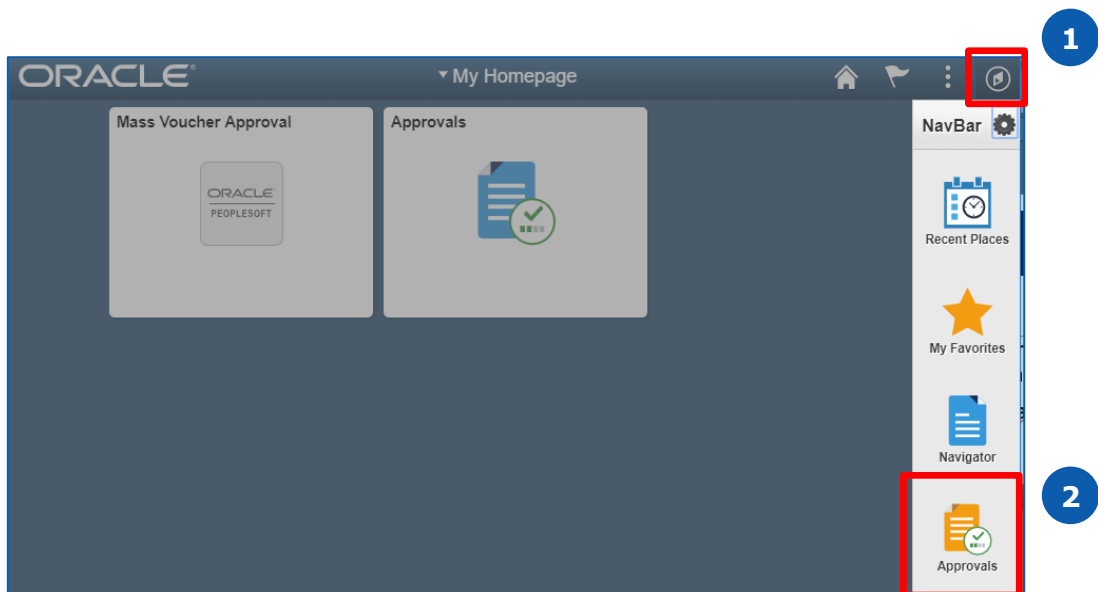 1
ORACLE
My Homepage
Mass Voucher Approval
Approvals
NavBar
ORACLE
PEOPLESOFT
Recent Places
My Favorites
Navigator
2
Approvals